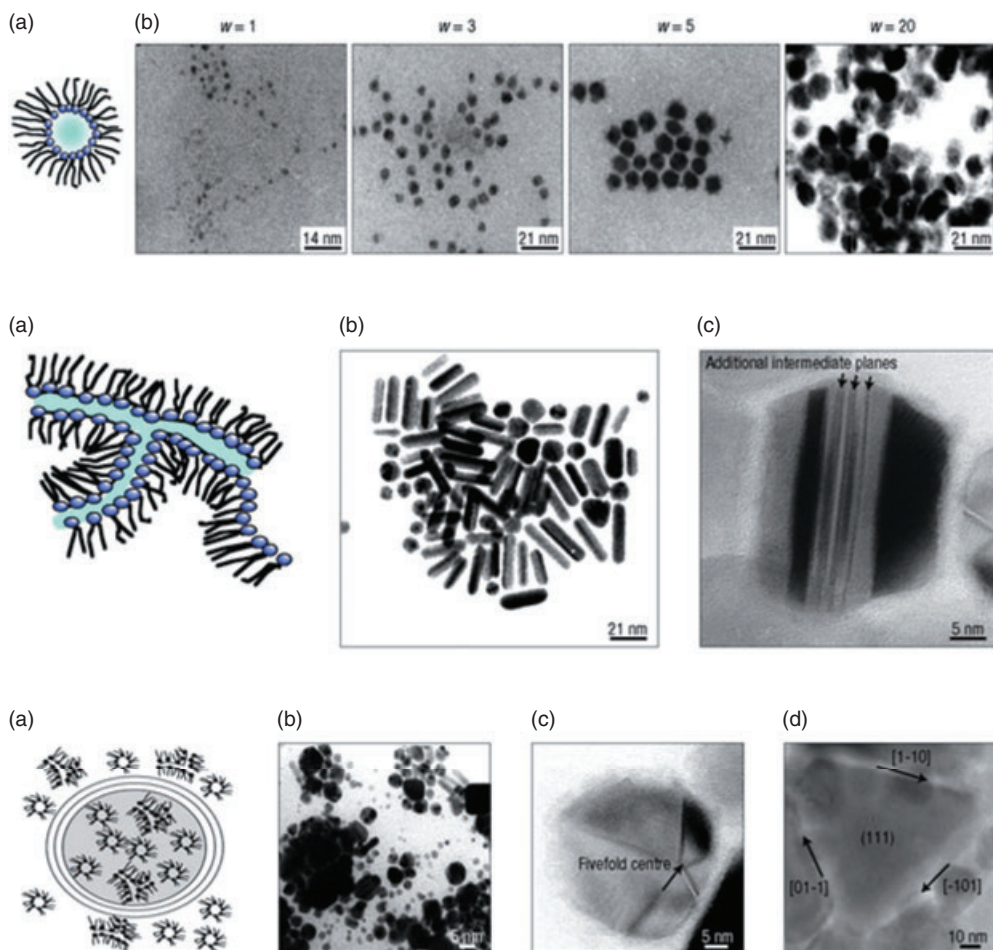 (a)
(b)
w = 1
w = 3
w = 5
w = 20
14 nm
21 nm
21 nm
21 nm
(a)
(b)
(c)
Additional intermediate planes
21 nm
5 nm
(a)
(b)
(c)
(d)
[1-10]
(111)
Fivefold centre
[01-1]
[-101]
5 nm
5 nm
10 nm